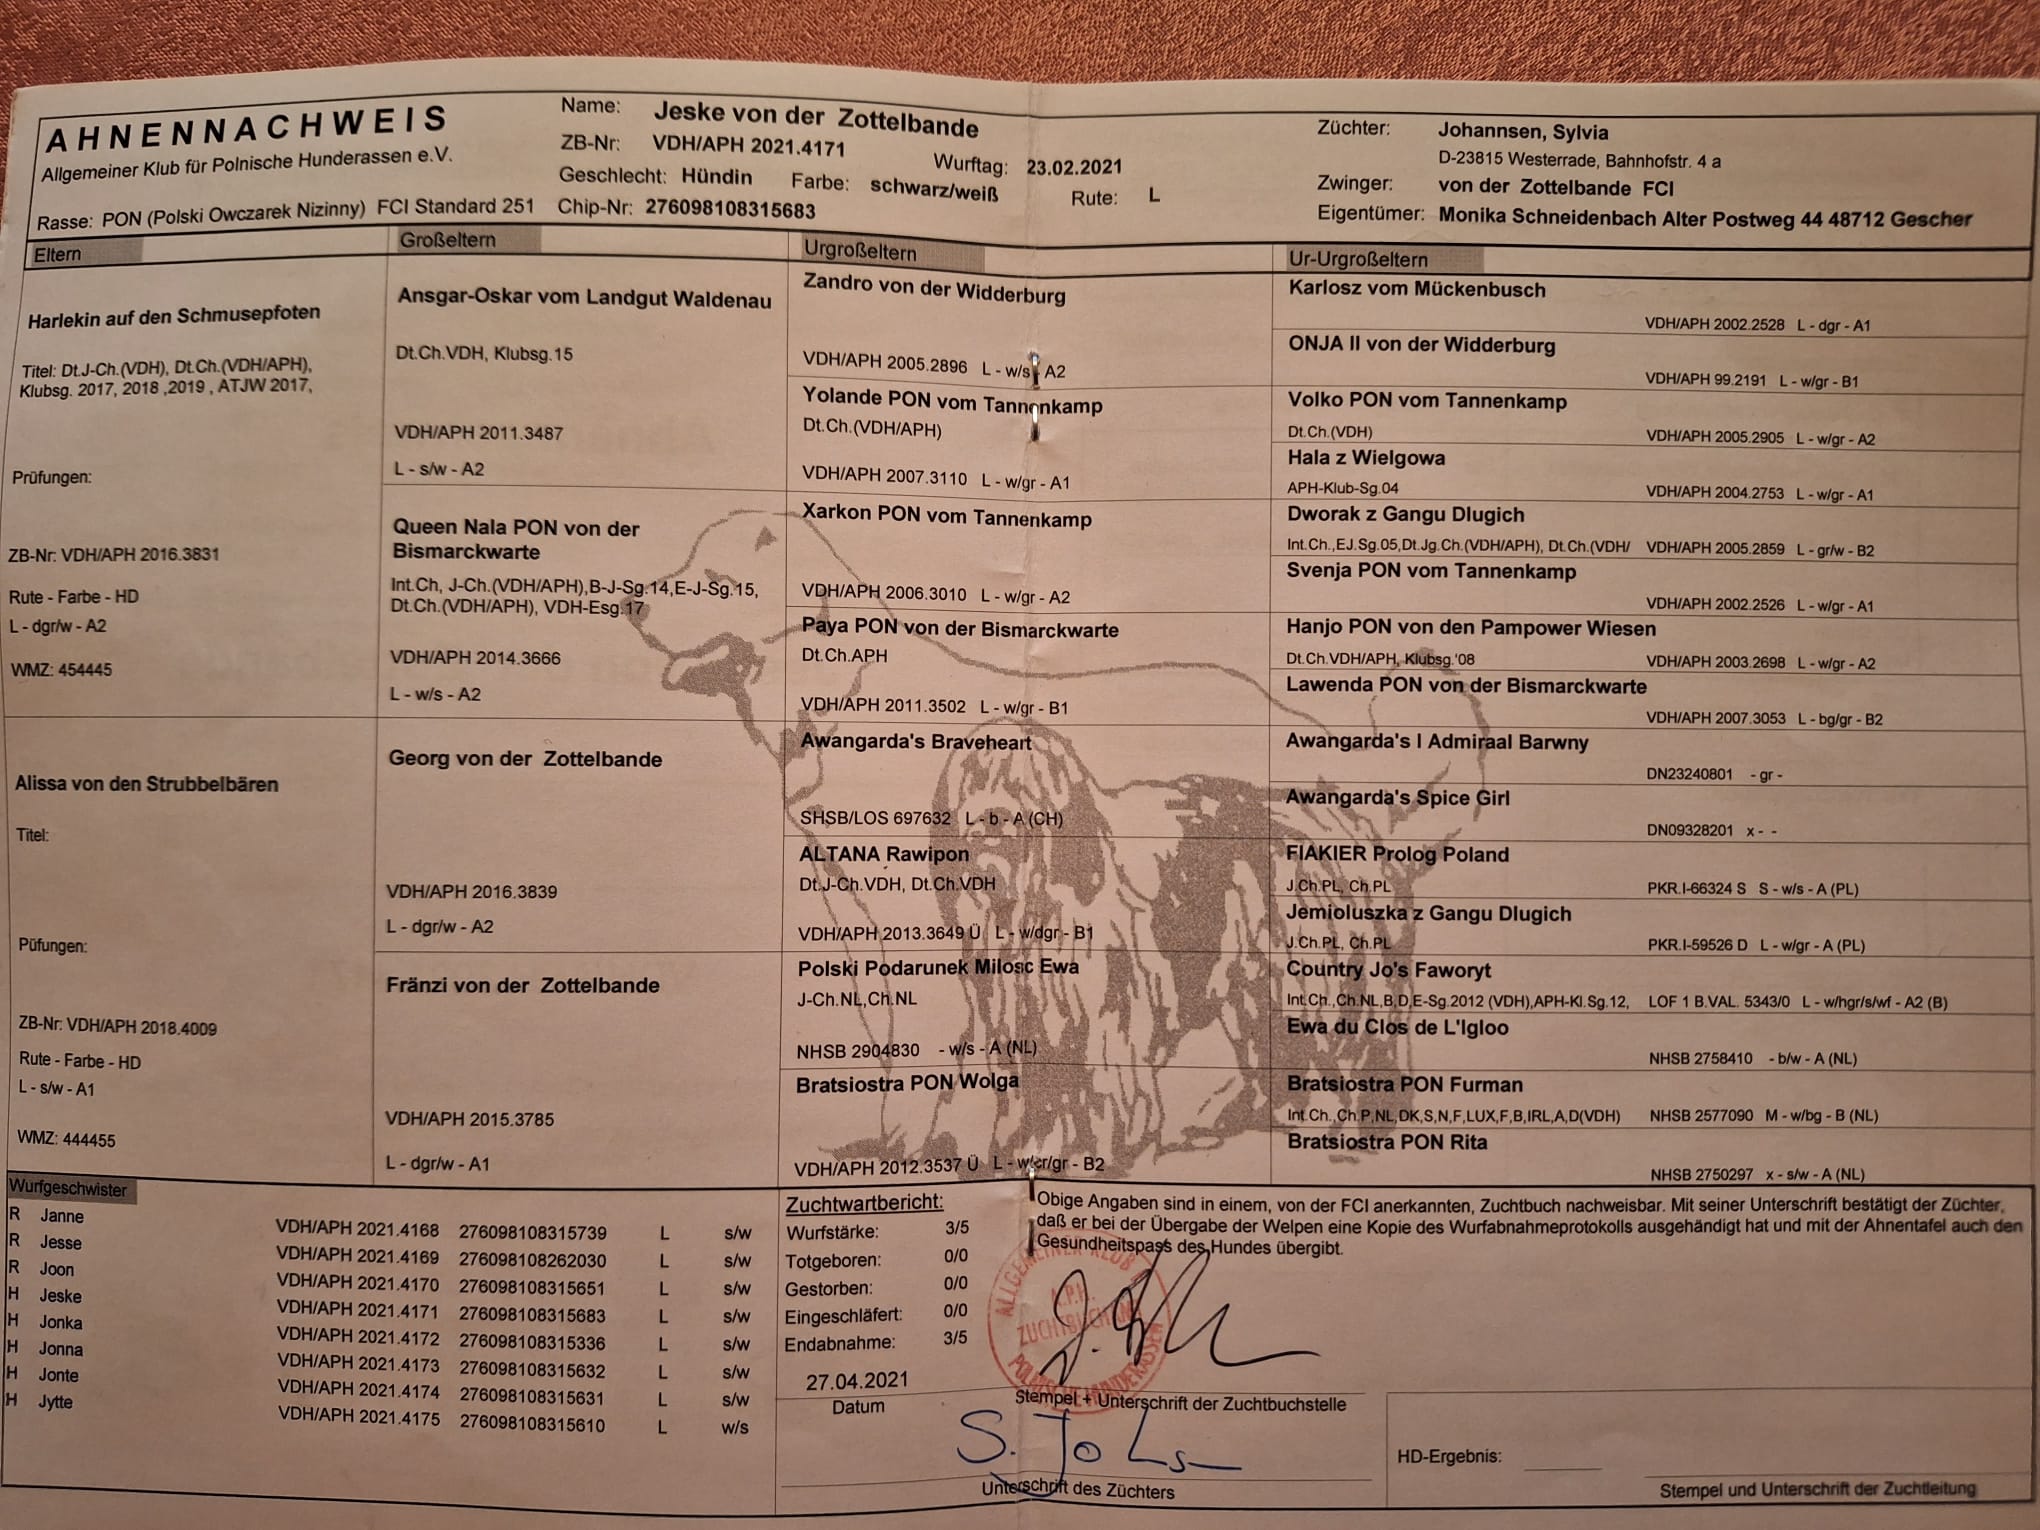 AHNENNACHWEIS
Allgemeiner Klub für Polnische Hunderassen e.V.
Rasse: PON (Polski Owczarek Nizinny) FCI Standard 251
Name: Jeske von der Zottelbande
ZB-Nr: VDH/APH 2021.4171
Wurftag: 23.02.2021
Geschlecht: Hündin Farbe: schwarz/weiß Rute: L
Chip-Nr: 276098108315683
Züchter: Johannsen, Sylvia
D-23815 Westerrade, Bahnhofstr. 4 a
Zwinger: von der Zottelbande FCI
Eigentümer: Monika Schneidenbach Alter Postweg 44 48712 Gescher
Eltern
Harlekin auf den Schmusepfoten
Titel: Dt.J-Ch.(VDH), Dt.Ch.(VDH/APH),
Klubsg. 2017, 2018 ,2019 , ATJW 2017,
Prüfungen:
ZB-Nr: VDH/APH 2016.3831
Rute - Farbe - HD
L - dgr/w - A2
WMZ: 454445
Alissa von den Strubbelbären
Titel:
Püfungen:
ZB-Nr: VDH/APH 2018.4009
Rute - Farbe - HD
L - s/w - A1
WMZ: 444455
Großeltern
Ansgar-Oskar vom Landgut Waldenau
Dt.Ch.VDH, Klubsg.15
VDH/APH 2011.3487
L - s/w - A2
Queen Nala PON von der
Bismarckwarte
Int.Ch, J-Ch.(VDH/APH),B-J-Sg.14,E-J-Sg.15,
Dt.Ch.(VDH/APH), VDH-Esg.17
VDH/APH 2014.3666
L - w/s - A2
Georg von der Zottelbande
VDH/APH 2016.3839
L - dgr/w - A2
Fränzi von der Zottelbande
VDH/APH 2015.3785
L - dgr/w - A1
Urgroßeltern
Zandro von der Widderburg
VDH/APH 2005.2896 L - w/s - A2
Yolande PON vom Tannenkamp
Dt.Ch.(VDH/APH)
VDH/APH 2007.3110 L - w/gr - A1
Xarkon PON vom Tannenkamp
VDH/APH 2006.3010 L - w/gr - A2
Paya PON von der Bismarckwarte
Dt.Ch.APH
VDH/APH 2011.3502 L - w/gr - B1
Awangarda's Braveheart
SHSB/LOS 697632 L - b - A (CH)
ALTANA Rawipon
Dt.J-Ch.VDH, Dt.Ch.VDH
VDH/APH 2013.3649 Ü L - w/dgr - B1
Polski Podarunek Milosc Ewa
J-Ch.NL,Ch.NL
NHSB 2904830 - w/s - A (NL)
Bratsiostra PON Wolga
VDH/APH 2012.3537 Ü L - w/cr/gr - B2
Ur-Urgroßeltern
Karlosz vom Mückenbusch
VDH/APH 2002.2528 L - dgr - A1
ONJA II von der Widderburg
VDH/APH 99.2191 L - w/gr - B1
Volko PON vom Tannenkamp
Dt.Ch.(VDH) VDH/APH 2005.2905 L - w/gr - A2
Hala z Wielgowa
APH-Klub-Sg.04 VDH/APH 2004.2753 L - w/gr - A1
Dworak z Gangu Dlugich
Int.Ch.,EJ.Sg.05,Dt.Jg.Ch.(VDH/APH), Dt.Ch.(VDH/ VDH/APH 2005.2859 L - gr/w - B2
Svenja PON vom Tannenkamp
VDH/APH 2002.2526 L - w/gr - A1
Hanjo PON von den Pampower Wiesen
Dt.Ch.VDH/APH, Klubsg.'08 VDH/APH 2003.2698 L - w/gr - A2
Lawenda PON von der Bismarckwarte
VDH/APH 2007.3053 L - bg/gr - B2
Awangarda's I Admiraal Barwny
DN23240801 - gr -
Awangarda's Spice Girl
DN09328201 x - -
FIAKIER Prolog Poland
J.Ch.PL, Ch.PL PKR.I-66324 S S - w/s - A (PL)
Jemioluszka z Gangu Dlugich
J.Ch.PL, Ch.PL PKR.I-59526 D L - w/gr - A (PL)
Country Jo's Faworyt
Int.Ch.,Ch.NL,B,D,E-Sg.2012 (VDH),APH-Kl.Sg.12, LOF 1 B.VAL. 5343/0 L - w/hgr/s/wf - A2 (B)
Ewa du Clos de L'Igloo
NHSB 2758410 - b/w - A (NL)
Bratsiostra PON Furman
Int.Ch.,Ch.P,NL,DK,S,N,F,LUX,F,B,IRL,A,D(VDH) NHSB 2577090 M - w/bg - B (NL)
Bratsiostra PON Rita
NHSB 2750297 x - s/w - A (NL)
Wurfgeschwister
R Janne VDH/APH 2021.4168 276098108315739 L s/w
R Jesse VDH/APH 2021.4169 276098108262030 L s/w
R Joon VDH/APH 2021.4170 276098108315651 L s/w
H Jeske VDH/APH 2021.4171 276098108315683 L s/w
H Jonka VDH/APH 2021.4172 276098108315336 L s/w
H Jonna VDH/APH 2021.4173 276098108315632 L s/w
H Jonte VDH/APH 2021.4174 276098108315631 L s/w
H Jytte VDH/APH 2021.4175 276098108315610 L w/s
Zuchtwartbericht:
Wurfstärke: 3/5
Totgeboren: 0/0
Gestorben: 0/0
Eingeschläfert: 0/0
Endabnahme: 3/5
27.04.2021
Datum
Obige Angaben sind in einem, von der FCI anerkannten, Zuchtbuch nachweisbar. Mit seiner Unterschrift bestätigt der Züchter,
daß er bei der Übergabe der Welpen eine Kopie des Wurfabnahmeprotokolls ausgehändigt hat und mit der Ahnentafel auch den
Gesundheitspass des Hundes übergibt.
ALLGEMEINER KLUB
A.P.H.
ZUCHTBUCHAMT
POLNISCHE HUNDERASSEN
Stempel + Unterschrift der Zuchtbuchstelle
Unterschrift des Züchters
HD-Ergebnis:
Stempel und Unterschrift der Zuchtleitung